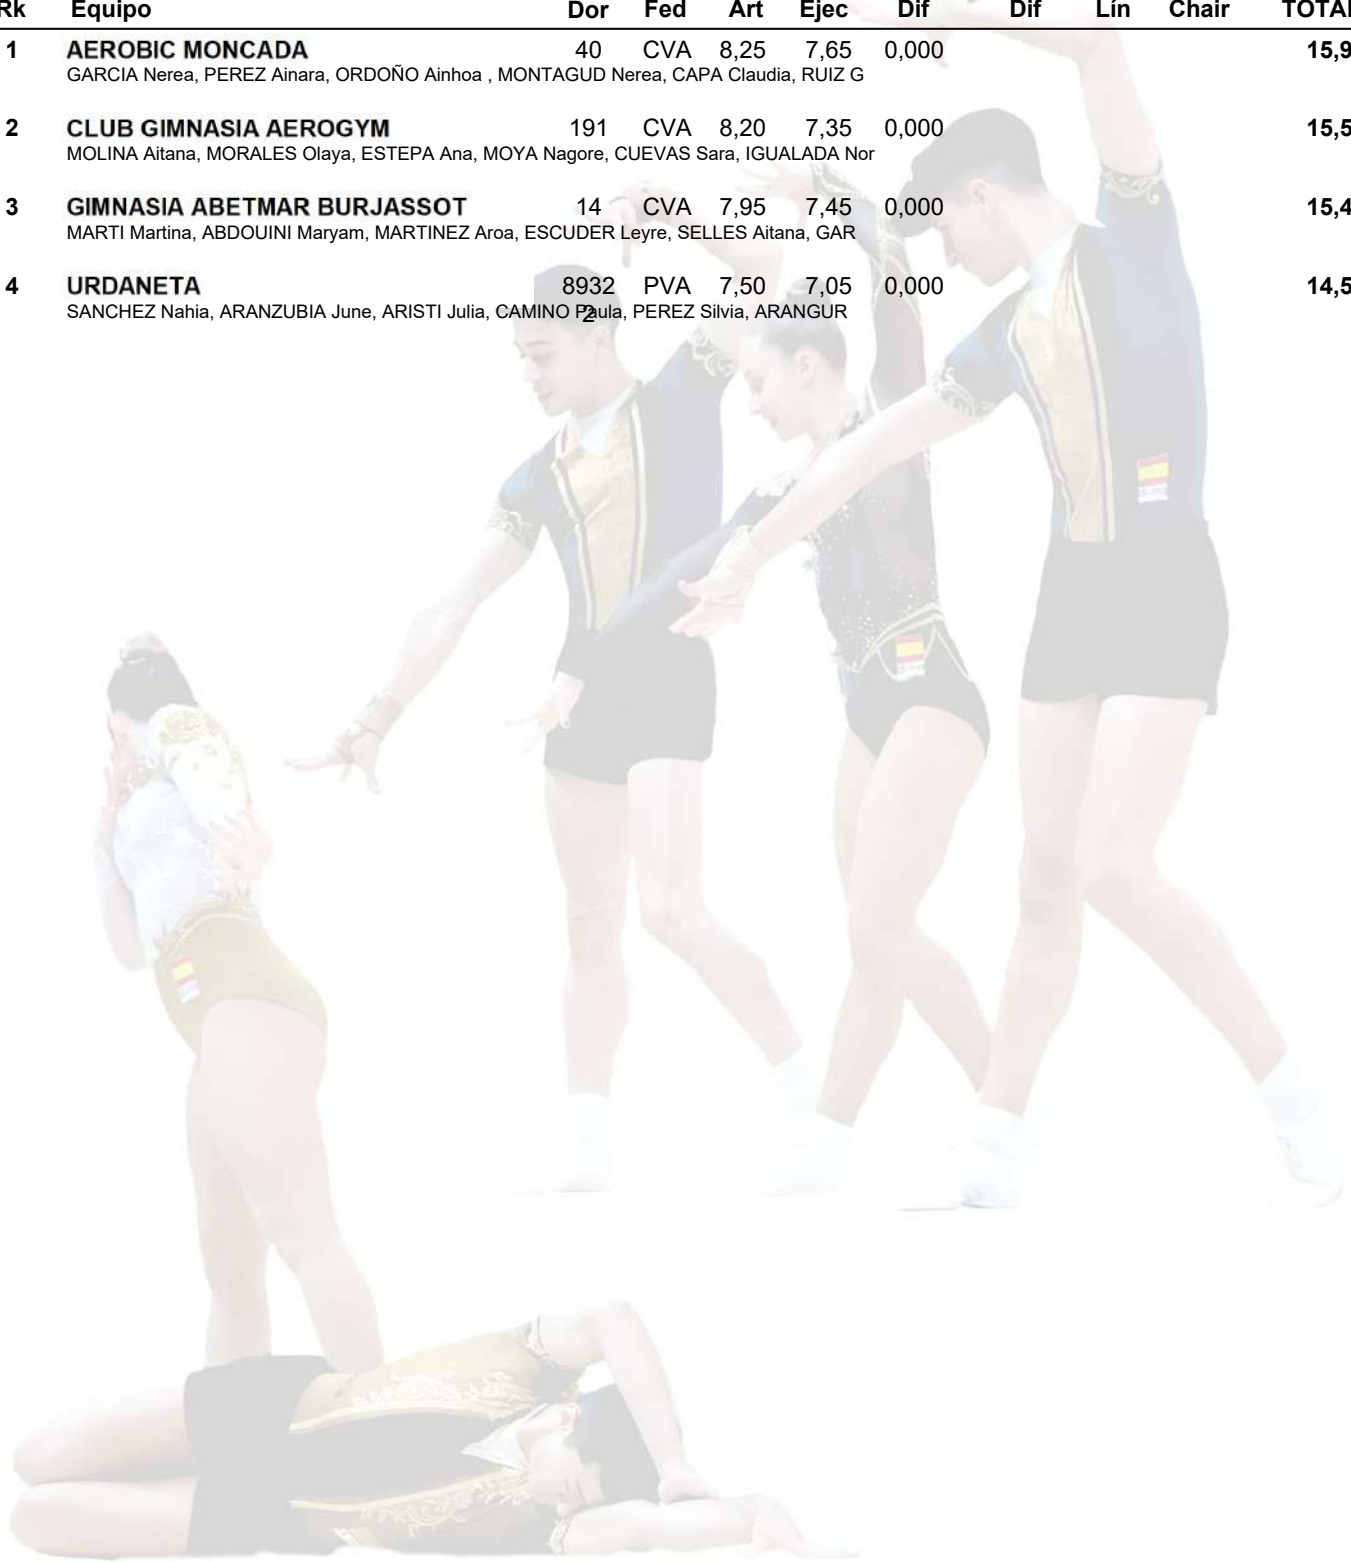 Rk Equipo Dor Fed Art Ejec Dif Dif Lín Chair TOTAL
1 AEROBIC MONCADA 40 CVA 8,25 7,65 0,000 15,9
GARCIA Nerea, PEREZ Ainara, ORDOÑO Ainhoa , MONTAGUD Nerea, CAPA Claudia, RUIZ G
2 CLUB GIMNASIA AEROGYM 191 CVA 8,20 7,35 0,000 15,5
MOLINA Aitana, MORALES Olaya, ESTEPA Ana, MOYA Nagore, CUEVAS Sara, IGUALADA Nor
3 GIMNASIA ABETMAR BURJASSOT 14 CVA 7,95 7,45 0,000 15,4
MARTI Martina, ABDOUINI Maryam, MARTINEZ Aroa, ESCUDER Leyre, SELLES Aitana, GAR
4 URDANETA 8932 PVA 7,50 7,05 0,000 14,5
2
SANCHEZ Nahia, ARANZUBIA June, ARISTI Julia, CAMINO Paula, PEREZ Silvia, ARANGUR